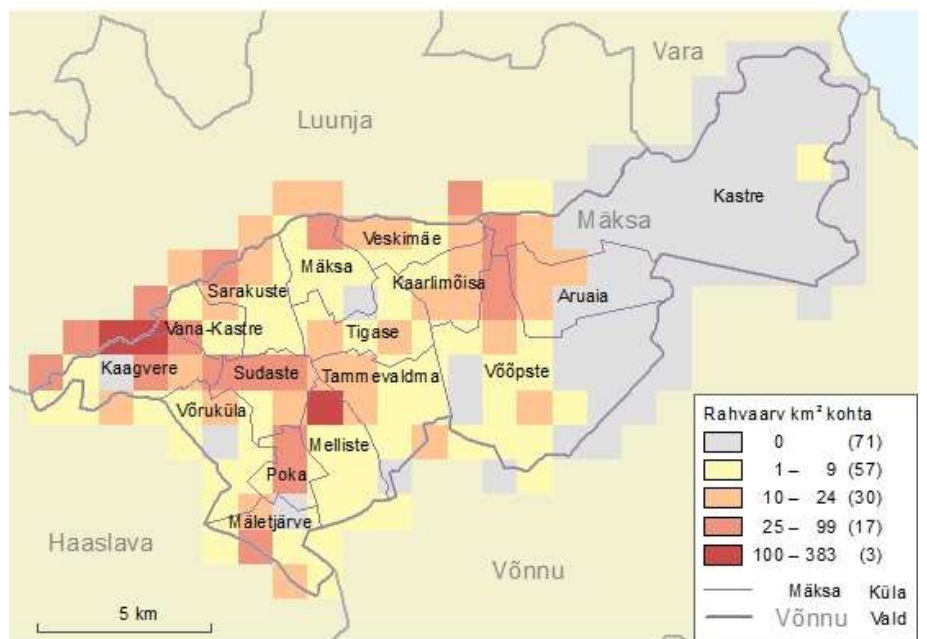 Vara
Luunja
Kastre
Mäksa
Veskimäe
Mäksa
Kaarlimõisa
Sarakuste
Aruaia
Vana-Kastre
Tigase
Kaagvere
Sudaste
Tammevaldma
Võõpste
Võruküla
Melliste
Poka
Mäletjärve
Haaslava
Võnnu
5 km
Rahvaarv km² kohta
0 (71)
1 – 9 (57)
10 – 24 (30)
25 – 99 (17)
100 – 383 (3)
Mäksa Küla
Võnnu Vald